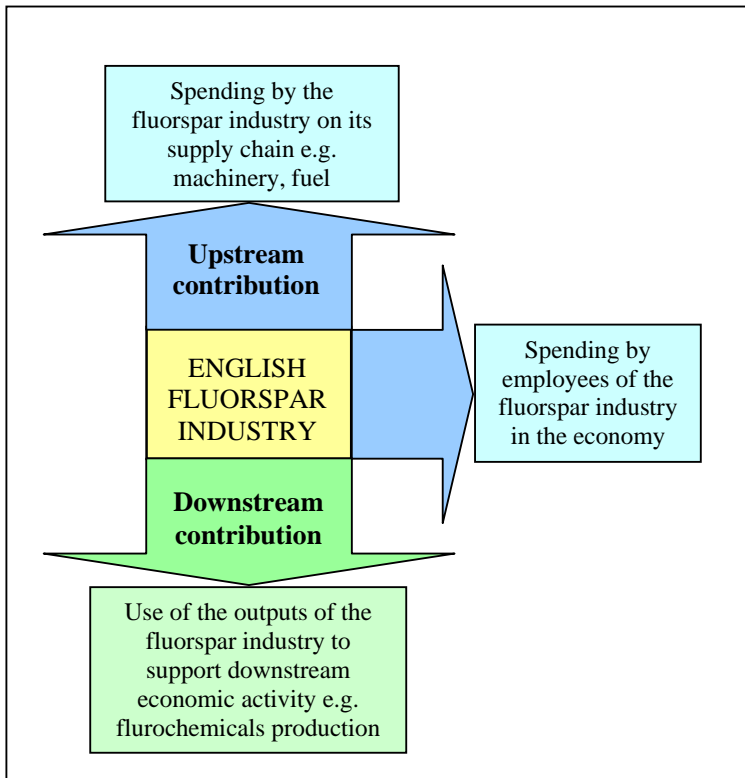 Spending by the
fluorspar industry on its
supply chain e.g.
machinery, fuel
Upstream
contribution
ENGLISH
FLUORSPAR
INDUSTRY
Spending by
employees of the
fluorspar industry
in the economy
Downstream
contribution
Use of the outputs of the
fluorspar industry to
support downstream
economic activity e.g.
flurochemicals production